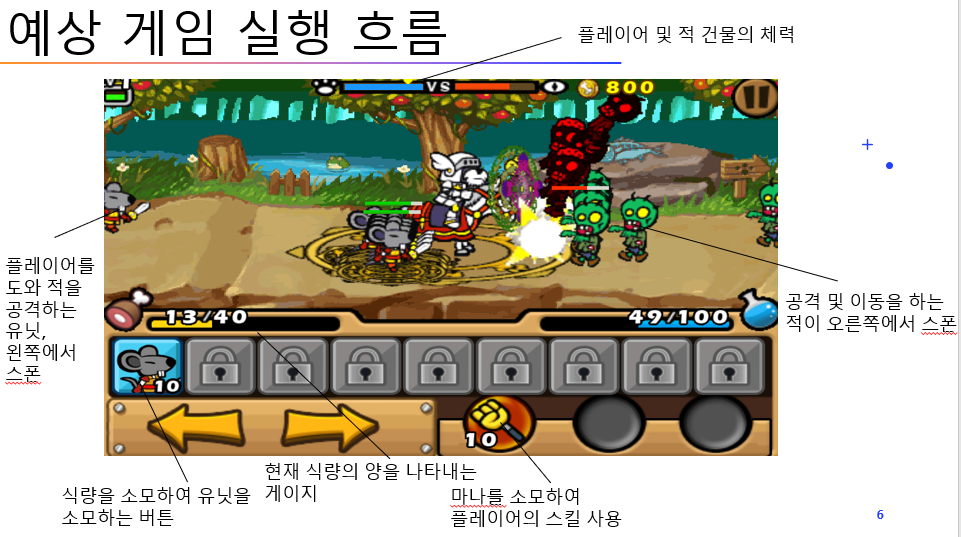 예상 게임 실행 흐름
플레이어 및 적 건물의 체력
VS
800
플레이어를
도와 적을
공격하는
유닛,
왼쪽에서
스폰
공격 및 이동을 하는
적이 오른쪽에서 스폰
13/40
49/100
10
10
현재 식량의 양을 나타내는
게이지
식량을 소모하여 유닛을
소모하는 버튼
마나를 소모하여
플레이어의 스킬 사용
6